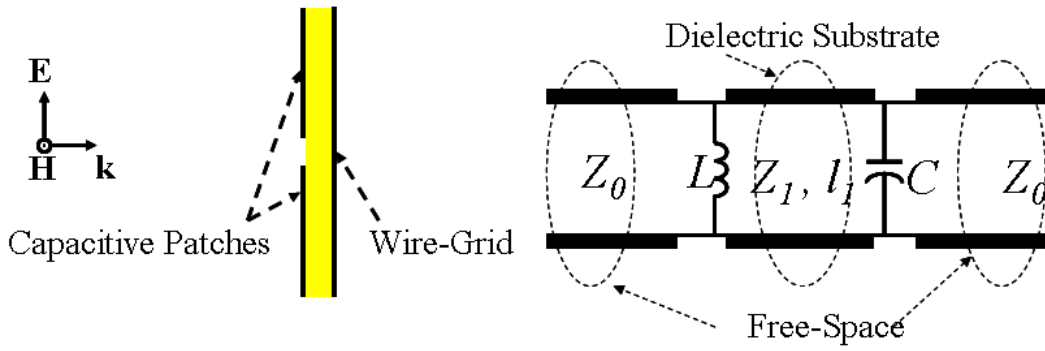 E
H
k
Capacitive Patches
Wire-Grid
Dielectric Substrate
Z0
L
Z1, l1
C
Z0
Free-Space